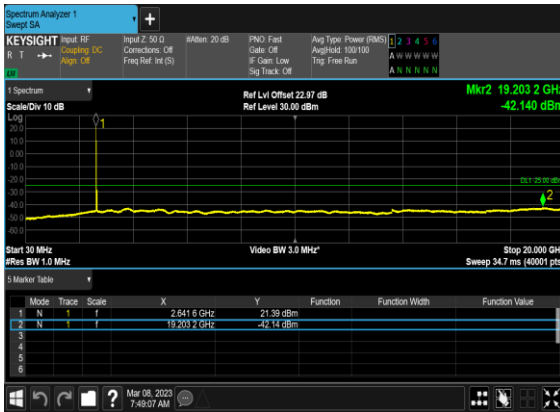 Spectrum Analyzer 1
Swept SA
+
KEYSIGHT Input: RF Input Z: 50 Ω #Atten: 20 dB PNO: Fast Avg Type: Power (RMS) 1 2 3 4 5 6
R T Coupling: DC Corrections: Off Gate: Off Avg|Hold: 100/100 A W W W W W
Align: Off Freq Ref: Int (S) IF Gain: Low Trig: Free Run
LXI Sig Track: Off A N N N N N
1 Spectrum Ref Lvl Offset 22.97 dB Mkr2 19.203 2 GHz
Scale/Div 10 dB Ref Level 30.00 dBm -42.140 dBm
Log
1
20.0
10.0
0.00
-10.0
-20.0
DL1 -25.00 dBm
-30.0
2
-40.0
-50.0
-60.0
Start 30 MHz Video BW 3.0 MHz* Stop 20.000 GH
#Res BW 1.0 MHz Sweep 34.7 ms (40001 pts
5 Marker Table
Mode Trace Scale X Y Function Function Width Function Value
1 N 1 f 2.641 6 GHz 21.39 dBm
2 N 1 f 19.203 2 GHz -42.14 dBm
3
4
5
6
? Mar 08, 2023
7:49:07 AM